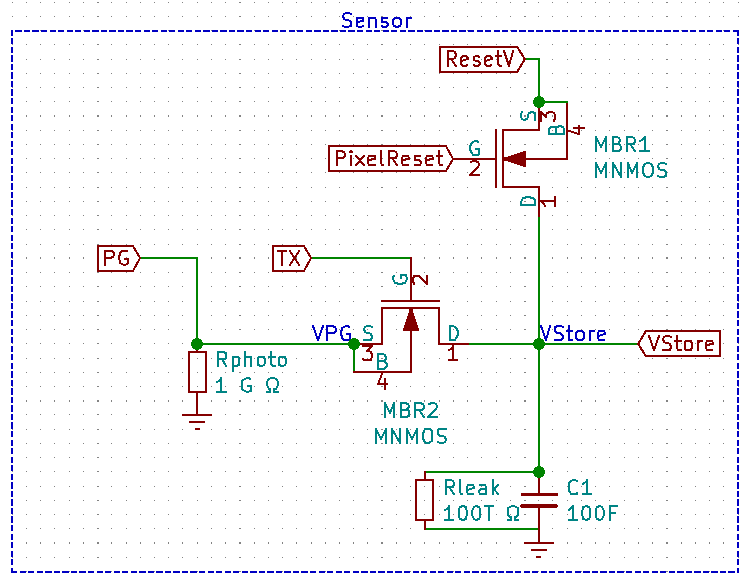 Sensor
ResetV
S
3
B
4
PixelReset
G
2
MBR1
MNMOS
D
1
PG
TX
G
2
VPG
S
3
B
4
D
1
VStore
VStore
Rphoto
1 G Ω
MBR2
MNMOS
Rleak
100T Ω
C1
100F